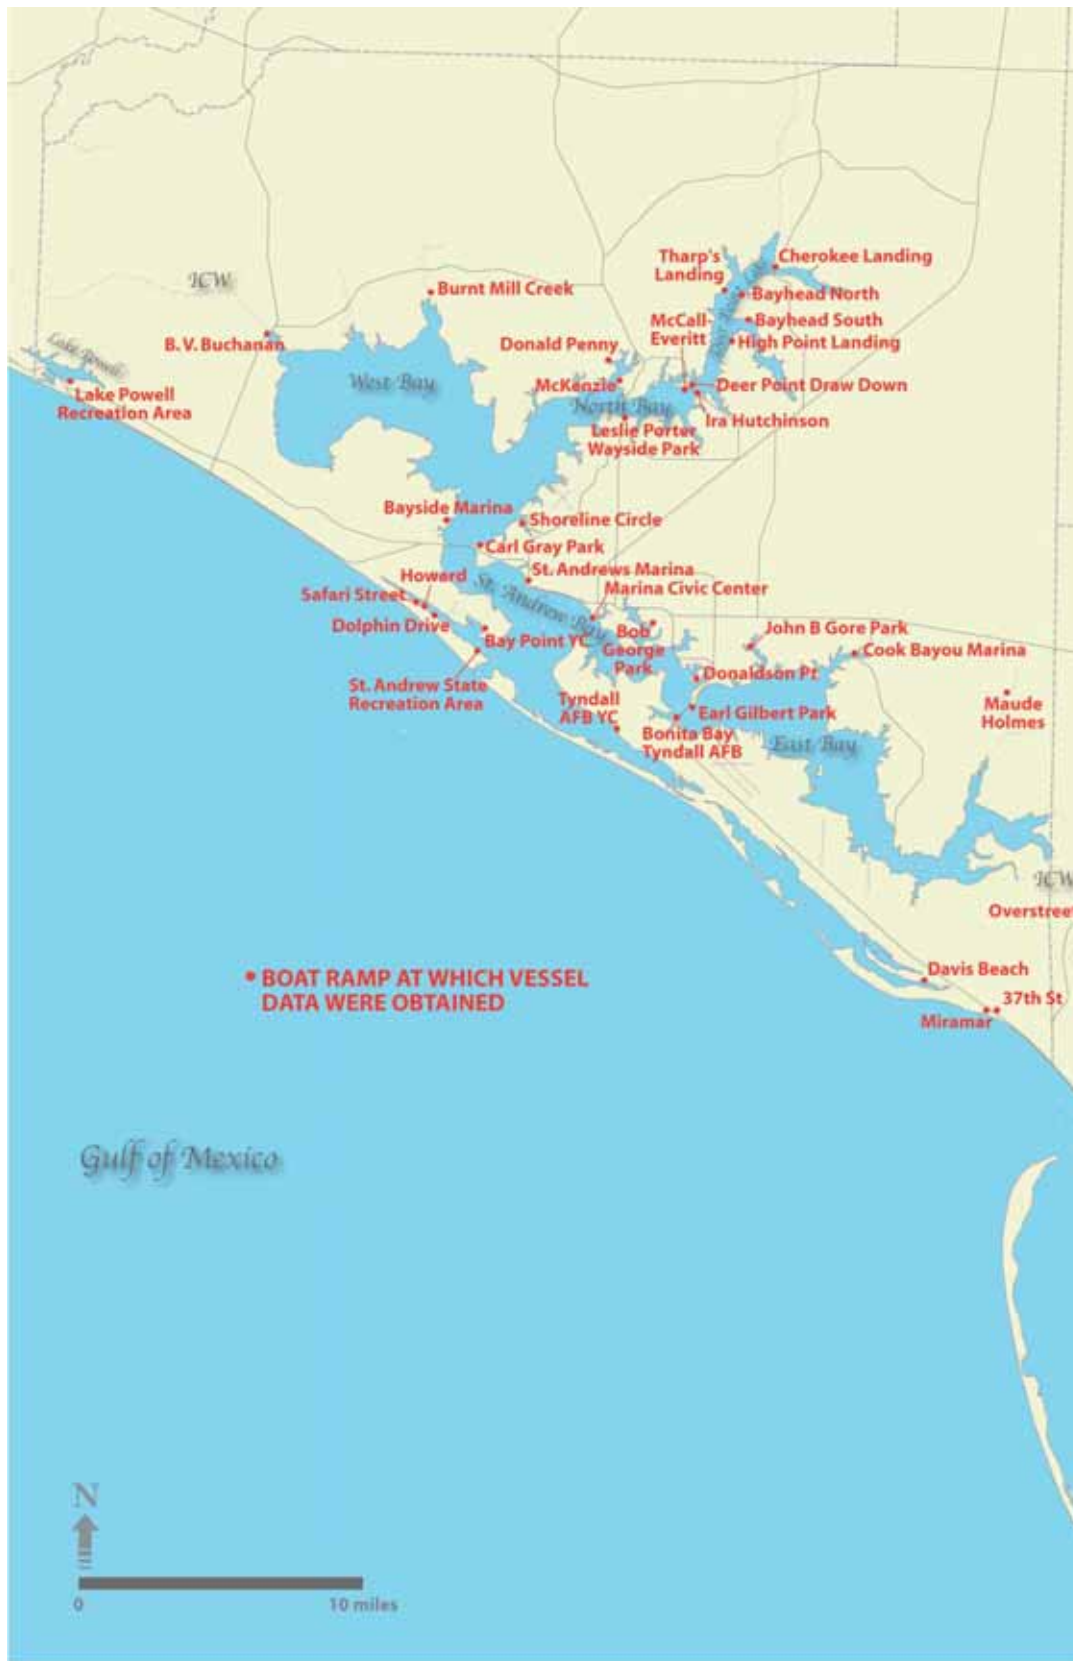 Tharp's
Landing
Cherokee Landing
ICW
Burnt Mill Creek
Bayhead North
McCall-
Everitt
Bayhead South
B. V. Buchanan
Donald Penny
High Point Landing
Lake Powell
West Bay
McKenzie
Deer Point Draw Down
Lake Powell
Recreation Area
North Bay
Ira Hutchinson
Leslie Porter
Wayside Park
Bayside Marina
Shoreline Circle
Carl Gray Park
St. Andrews Marina
Howard
St. Andrew Bay
Marina Civic Center
Safari Street
Dolphin Drive
Bay Point YC
Bob
George
Park
John B Gore Park
Cook Bayou Marina
St. Andrew State
Recreation Area
Donaldson Pt
Tyndall
AFB YC
Earl Gilbert Park
Maude
Holmes
Bonita Bay
Tyndall AFB
East Bay
ICW
Overstreet
Davis Beach
BOAT RAMP AT WHICH VESSEL
DATA WERE OBTAINED
37th St
Miramar
Gulf of Mexico
N
0
10 miles